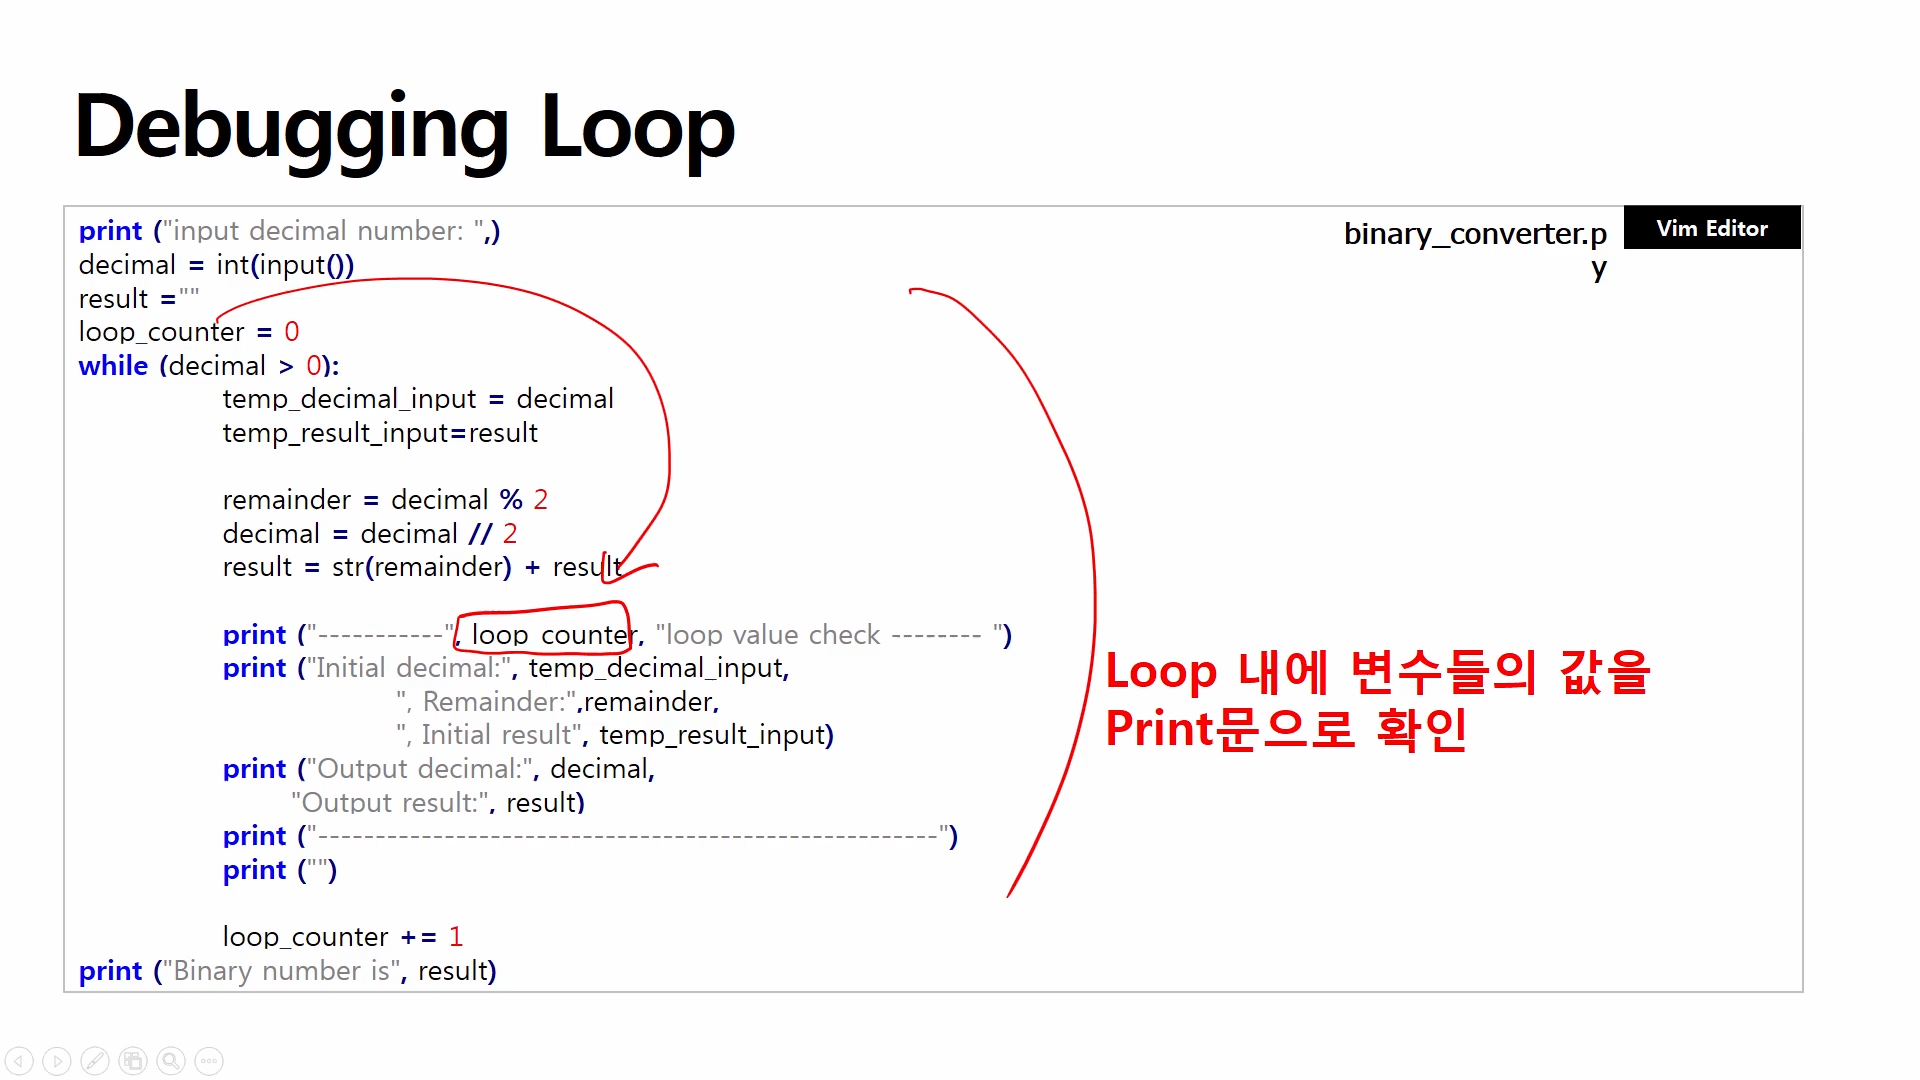 Debugging Loop
print ("input decimal number: ",)
decimal = int(input())
result =""
loop_counter = 0
while (decimal > 0):
temp_decimal_input = decimal
temp_result_input=result
remainder = decimal % 2
decimal = decimal // 2
result = str(remainder) + result
print ("-----------", loop_counter, "loop value check -------- ")
print ("Initial decimal:", temp_decimal_input,
", Remainder:",remainder,
", Initial result", temp_result_input)
print ("Output decimal:", decimal,
"Output result:", result)
print ("------------------------------------------------------")
print ("")
loop_counter += 1
print ("Binary number is", result)
binary_converter.p
y
Vim Editor
Loop 내에 변수들의 값을
Print문으로 확인